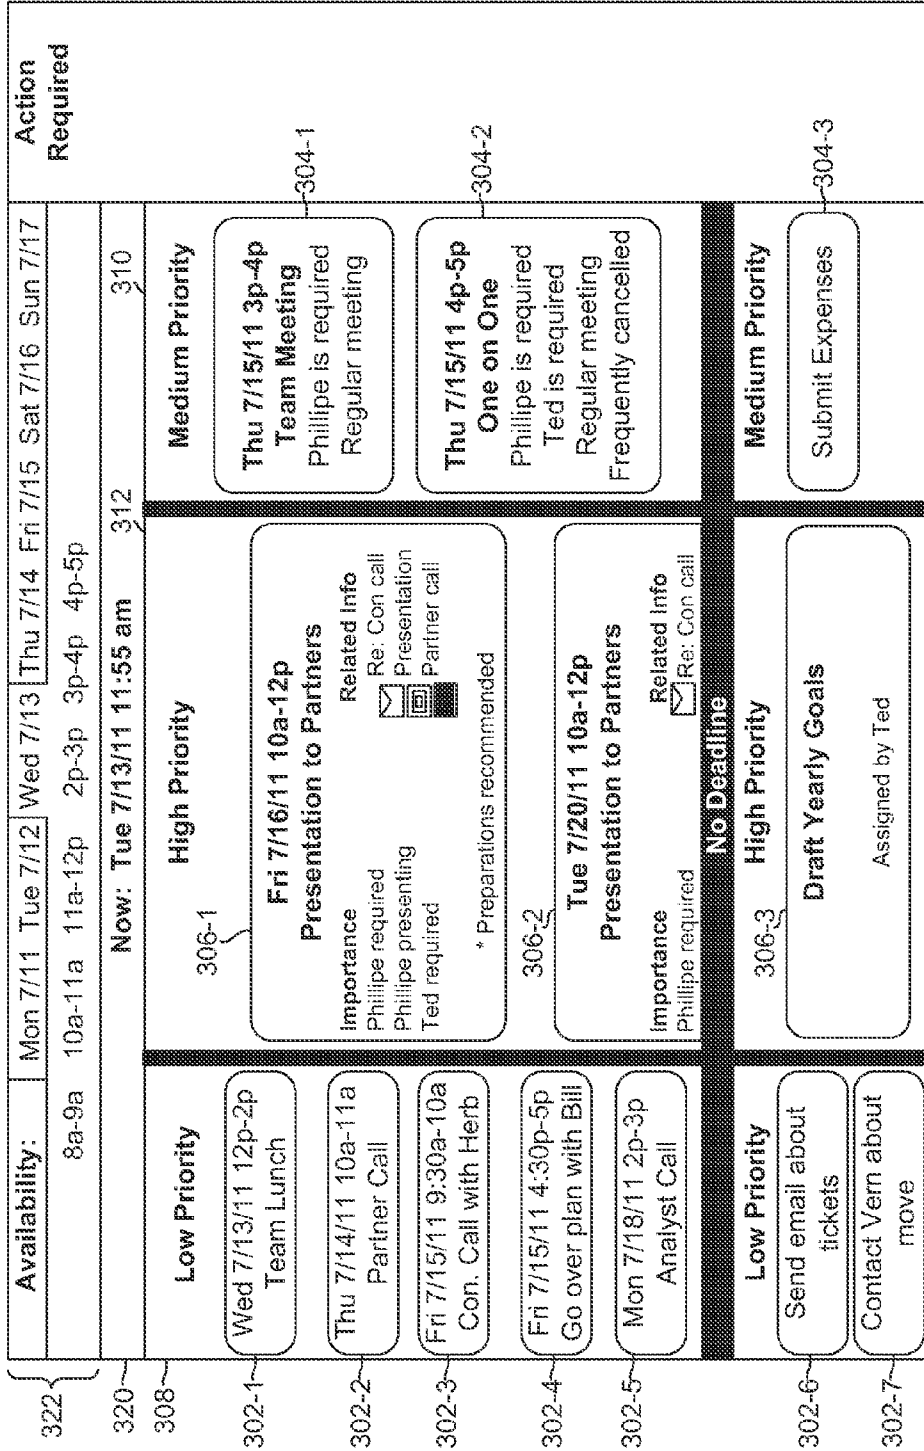 Availability:
Mon 7/11 Tue 7/12 Wed 7/13 Thu 7/14 Fri 7/15 Sat 7/16 Sun 7/17
Action
Required
322
8a-9a 10a-11a 11a-12p 2p-3p 3p-4p 4p-5p
320
Now: Tue 7/13/11 11:55 am
312
310
308
Low Priority
302-1
Wed 7/13/11 12p-2p
Team Lunch
302-2
Thu 7/14/11 10a-11a
Partner Call
302-3
Fri 7/15/11 9:30a-10a
Con. Call with Herb
302-4
Fri 7/15/11 4:30p-5p
Go over plan with Bill
302-5
Mon 7/18/11 2p-3p
Analyst Call
High Priority
306-1
Fri 7/16/11 10a-12p
Presentation to Partners
Importance
Phillipe required
Phillipe presenting
Ted required
Related Info
Re: Con call
Presentation
Partner call
* Preparations recommended
306-2
Tue 7/20/11 10a-12p
Presentation to Partners
Importance
Phillipe required
Related Info
Re: Con call
Medium Priority
Thu 7/15/11 3p-4p
Team Meeting
Phillipe is required
Regular meeting
304-1
Thu 7/15/11 4p-5p
One on One
Phillipe is required
Ted is required
Regular meeting
Frequently cancelled
304-2
No Deadline
Low Priority
302-6
Send email about
tickets
302-7
Contact Vern about
move
High Priority
306-3
Draft Yearly Goals
Assigned by Ted
Medium Priority
Submit Expenses
304-3